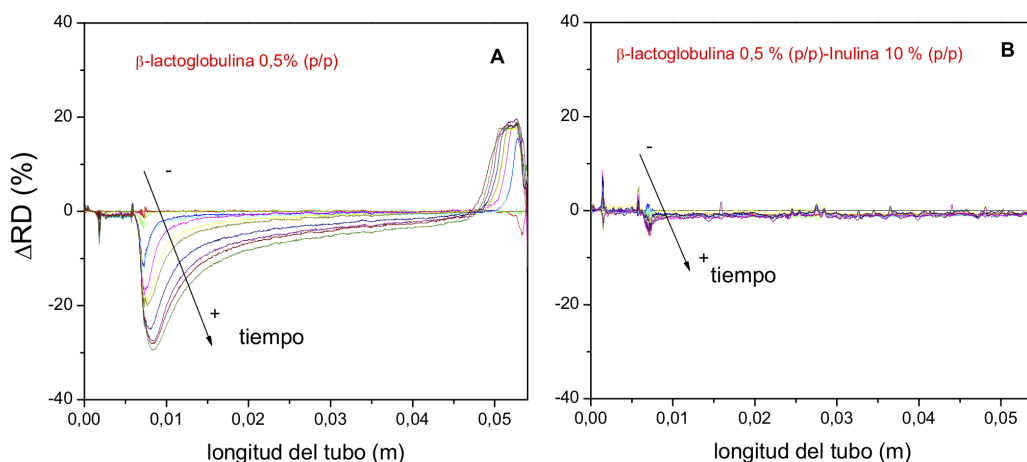 β-lactoglobulina 0,5% (p/p)
A
ΔRD (%)
40
20
0
-20
-40
-
+
tiempo
0,00 0,01 0,02 0,03 0,04 0,05
longitud del tubo (m)
β-lactoglobulina 0,5 % (p/p)-Inulina 10 % (p/p)
B
40
20
0
-20
-40
-
+
tiempo
0,00 0,01 0,02 0,03 0,04 0,05
longitud del tubo (m)